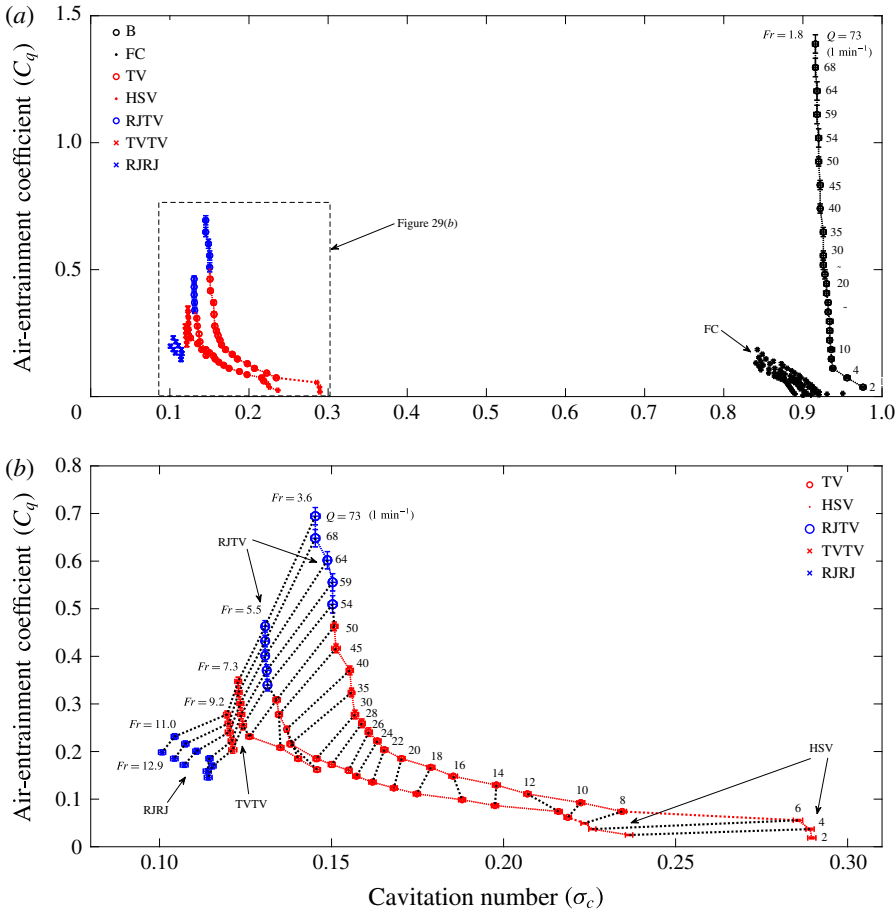 (a)
1.5
1.0
0.5
0
Air-entrainment coefficient (Cq)
B
FC
TV
HSV
RJTV
TVTV
RJRJ
Figure 29(b)
Fr = 1.8
Q = 73
(1 min⁻¹)
68
64
59
54
50
45
40
35
30
-
20
-
10
4
2
FC
0.1 0.2 0.3 0.4 0.5 0.6 0.7 0.8 0.9 1.0
(b)
0.8
0.7
0.6
0.5
0.4
0.3
0.2
0.1
0
Air-entrainment coefficient (Cq)
TV
HSV
RJTV
TVTV
RJRJ
Fr = 3.6
Q = 73 (1 min⁻¹)
68
RJTV
64
59
54
Fr = 5.5
50
45
Fr = 7.3
40
35
Fr = 9.2
30
28
26
24
22
20
18
16
14
12
10
8
6
4
2
Fr = 11.0
Fr = 12.9
RJRJ
TVTV
HSV
0.10 0.15 0.20 0.25 0.30
Cavitation number (σc)